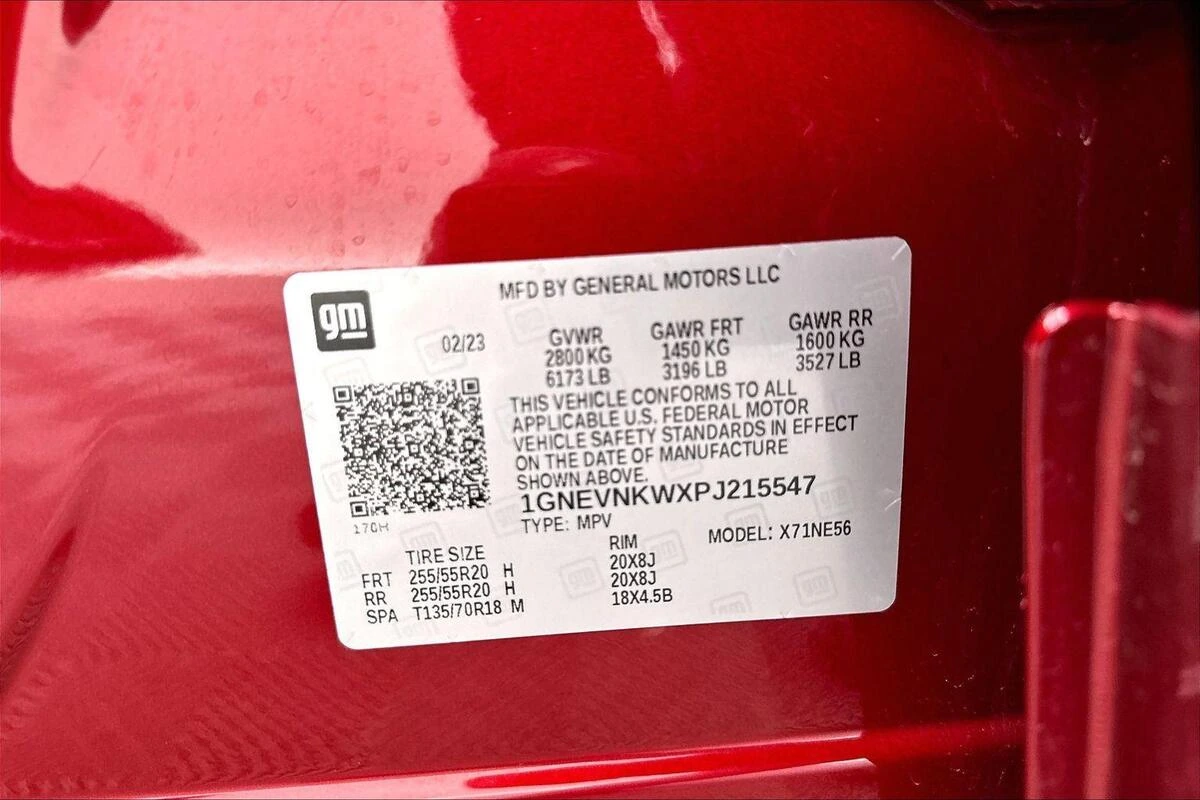 gm
MFD BY GENERAL MOTORS LLC
02/23
GVWR GAWR FRT GAWR RR
2800 KG 1450 KG 1600 KG
6173 LB 3196 LB 3527 LB
THIS VEHICLE CONFORMS TO ALL
APPLICABLE U.S. FEDERAL MOTOR
VEHICLE SAFETY STANDARDS IN EFFECT
ON THE DATE OF MANUFACTURE
SHOWN ABOVE.
1GNEVNKWXPJ215547
170H
TYPE: MPV MODEL: X71NE56
TIRE SIZE RIM
FRT 255/55R20 H 20X8J
RR 255/55R20 H 20X8J
SPA T135/70R18 M 18X4.5B